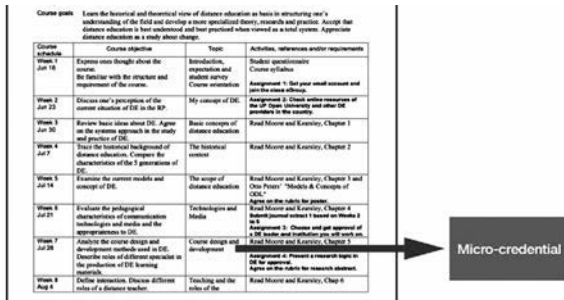 Course goals Learn the historical and theoretical view of distance education as basis in structuring one's
understanding of the field and develop a more specialized theory, research and practice. Accept that
distance education is best understood and best practiced when viewed as a total system. Appreciate
distance education as a study about change.
Course schedule Course objective Topic Activities, references and/or requirements
Week 1
Jun 16
Express ones thought about the
course.
Be familiar with the structure and
requirement of the course.
Introduction,
expectation and
student survey
Course orientation
Student questionnaire
Course syllabus
Assignment 1: Get your email account and
join the class eGroup.
Week 2
Jun 23
Discuss one's perception of the
current situation of DE in the RP.
My concept of DE.
Assignment 2: Check online resources of
the UP Open University and other DE
providers in the country.
Week 3
Jun 30
Review basic ideas about DE. Agree
on the systems approach in the study
and practice of DE.
Basic concepts of
distance education
Read Moore and Kearsley, Chapter 1
Week 4
Jul 7
Trace the historical background of
distance education. Compare the
characteristics of the 5 generations of
DE.
The historical
context
Read Moore and Kearsley, Chapter 2
Week 5
Jul 14
Examine the current models and
concept of DE.
The scope of
distance education
Read Moore and Kearsley, Chapter 3 and
Otto Peters' "Models & Concepts of
ODL"
Agree on the rubric for poster.
Week 6
Jul 21
Evaluate the pedagogical
characteristics of communication
technologies and media and the
appropriateness to DE.
Technologies and
Media
Read Moore and Kearsley, Chapter 4
Submit journal extract 1 based on Weeks 2
to 5
Assignment 3: Choose and get approval of
a DE leader and institution you will work on.
Week 7
Jul 28
Analyze the course design and
development methods used in DE.
Describe roles of different specialist in
the production of DE learning
materials.
Course design and
development
Read Moore and Kearsley, Chapter 5
Assignment 4: Present a research topic in
DE for approval.
Agree on the rubric for research abstract.
Week 8
Aug 4
Define interaction. Discuss different
roles of a distance teacher.
Teaching and the
roles of the
Read Moore and Kearsley, Chap 6
Micro-credential